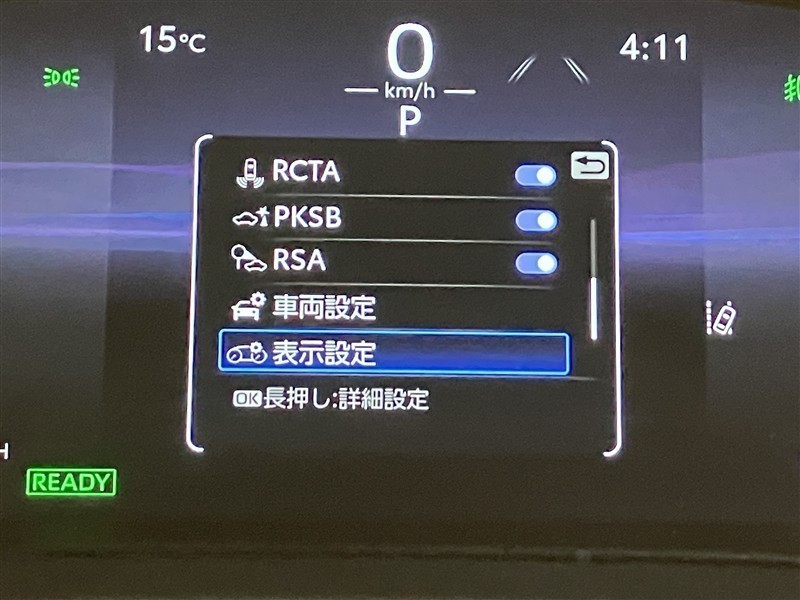 15℃
0
4:11
km/h
P
RCTA
PKSB
RSA
車両設定
表示設定
OK長押し:詳細設定
H
READY